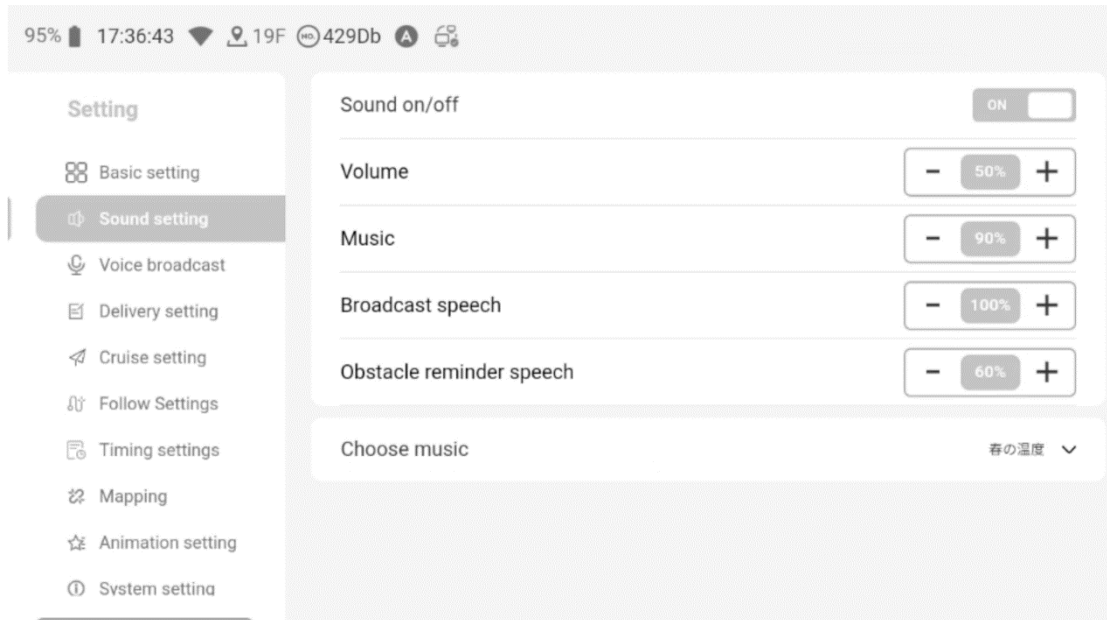 95% 17:36:43 19F NO. 429Db A
Setting
Basic setting
Sound setting
Voice broadcast
Delivery setting
Cruise setting
Follow Settings
Timing settings
Mapping
Animation setting
System setting
Sound on/off ON
Volume - 50% +
Music - 90% +
Broadcast speech - 100% +
Obstacle reminder speech - 60% +
Choose music 春の温度